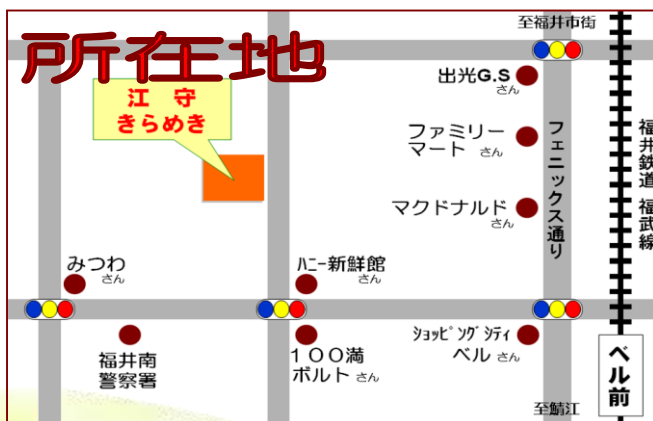 所在地
至福井市街
江 守
きらめき
出光G.S
さん
ファミリー
マート さん
マクドナルド
さん
フェニックス通り
福井鉄道 福武線
みつわ
さん
ハニー新鮮館
さん
福井南
警察署
100満
ボルト さん
ショッピングシティ
ベル さん
ベル前
至鯖江